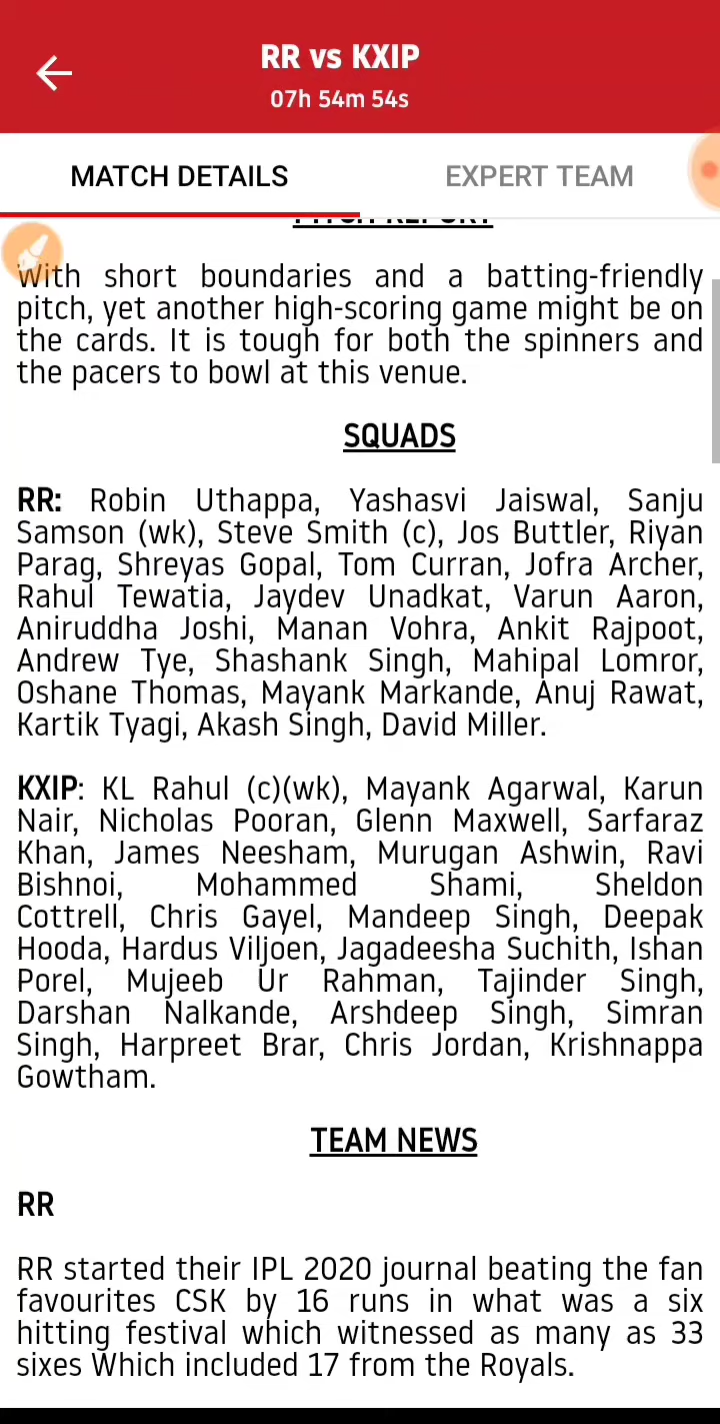 RR vs KXIP
07h 54m 54s
MATCH DETAILS
EXPERT TEAM
PITCH REPORT
With short boundaries and a batting-friendly
pitch, yet another high-scoring game might be on
the cards. It is tough for both the spinners and
the pacers to bowl at this venue.
SQUADS
RR: Robin Uthappa, Yashasvi Jaiswal, Sanju
Samson (wk), Steve Smith (c), Jos Buttler, Riyan
Parag, Shreyas Gopal, Tom Curran, Jofra Archer,
Rahul Tewatia, Jaydev Unadkat, Varun Aaron,
Aniruddha Joshi, Manan Vohra, Ankit Rajpoot,
Andrew Tye, Shashank Singh, Mahipal Lomror,
Oshane Thomas, Mayank Markande, Anuj Rawat,
Kartik Tyagi, Akash Singh, David Miller.
KXIP: KL Rahul (c)(wk), Mayank Agarwal, Karun
Nair, Nicholas Pooran, Glenn Maxwell, Sarfaraz
Khan, James Neesham, Murugan Ashwin, Ravi
Bishnoi, Mohammed Shami, Sheldon
Cottrell, Chris Gayel, Mandeep Singh, Deepak
Hooda, Hardus Viljoen, Jagadeesha Suchith, Ishan
Porel, Mujeeb Ur Rahman, Tajinder Singh,
Darshan Nalkande, Arshdeep Singh, Simran
Singh, Harpreet Brar, Chris Jordan, Krishnappa
Gowtham.
TEAM NEWS
RR
RR started their IPL 2020 journal beating the fan
favourites CSK by 16 runs in what was a six
hitting festival which witnessed as many as 33
sixes Which included 17 from the Royals.